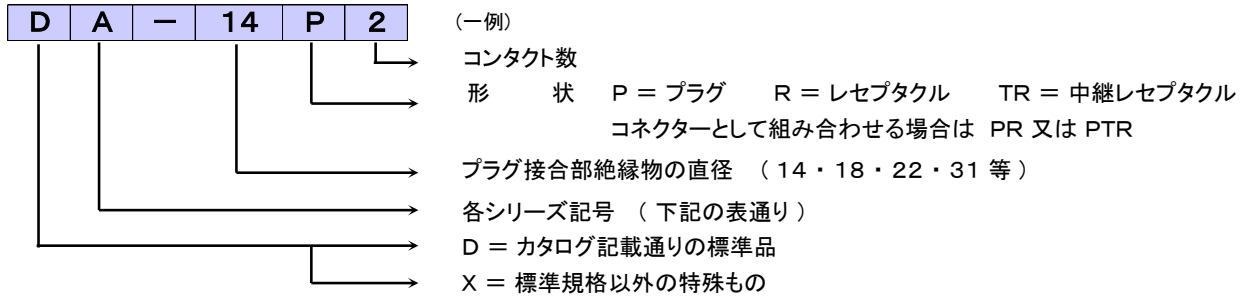 DA－14P2 （一例）
コンタクト数
形 状 P ＝ プラグ R ＝ レセプタクル TR ＝ 中継レセプタクル
コネクターとして組み合わせる場合は PR 又は PTR
プラグ接合部絶縁物の直径 （ 14 ・ 18 ・ 22 ・ 31 等 ）
各シリーズ記号 （ 下記の表通り ）
D ＝ カタログ記載通りの標準品
X ＝ 標準規格以外の特殊もの